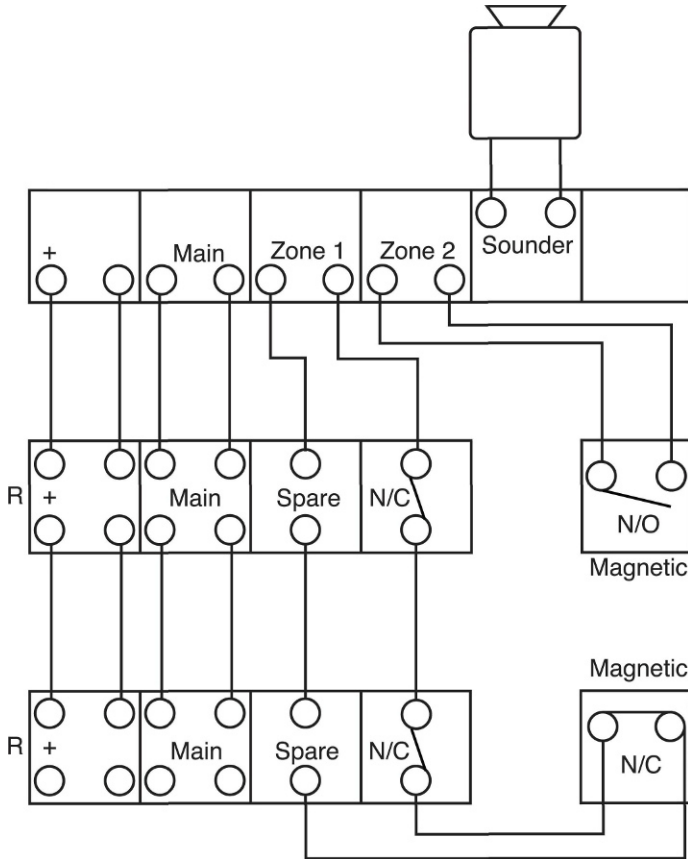 + Main Zone 1 Zone 2 Sounder
R + Main Spare N/C N/O
Magnetic
Magnetic
R + Main Spare N/C N/C